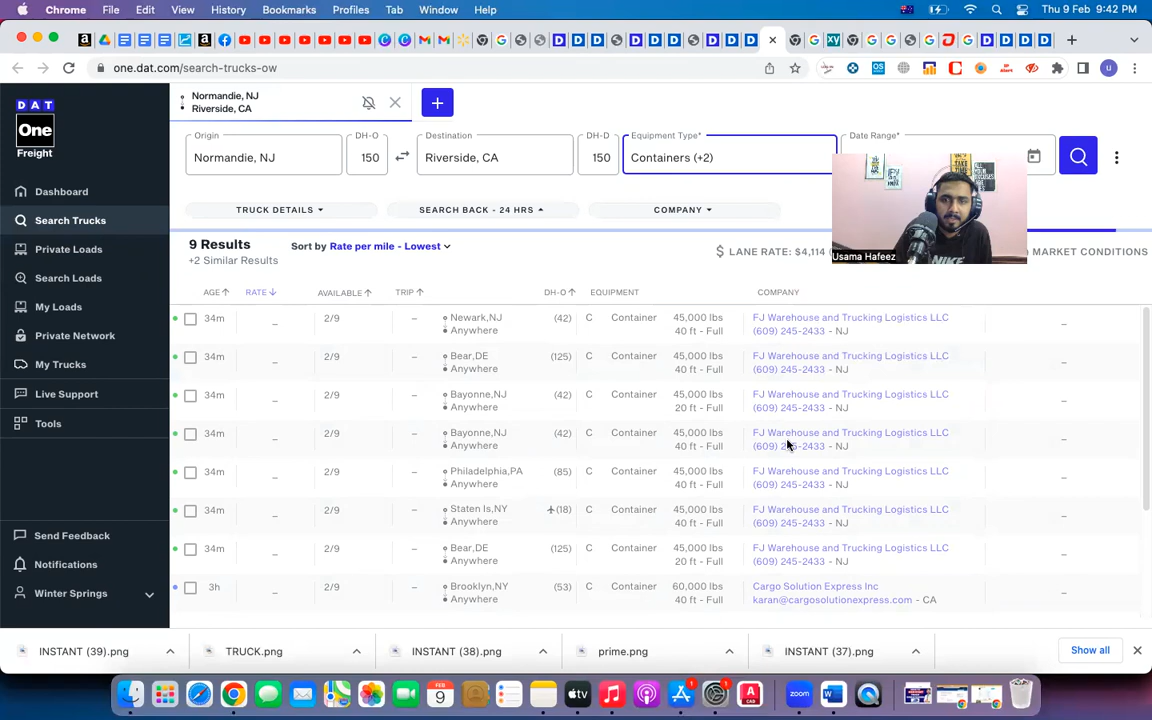 Chrome File Edit View History Bookmarks Profiles Tab Window Help Thu 9 Feb 9:42 PM
one.dat.com/search-trucks-ow
DAT
One
Freight
Dashboard
Search Trucks
Private Loads
Search Loads
My Loads
Private Network
My Trucks
Live Support
Tools
Send Feedback
Notifications
Winter Springs
Normandie, NJ
Riverside, CA
Origin DH-O Destination DH-D Equipment Type* Date Range*
Normandie, NJ 150 Riverside, CA 150 Containers (+2)
TRUCK DETAILS SEARCH BACK - 24 HRS COMPANY
Usama Hafeez
9 Results Sort by Rate per mile - Lowest $ LANE RATE: $4,114 MARKET CONDITIONS
+2 Similar Results
AGE RATE AVAILABLE TRIP DH-O EQUIPMENT COMPANY
34m – 2/9 – Newark,NJ (42) C Container 45,000 lbs FJ Warehouse and Trucking Logistics LLC –
Anywhere 40 ft - Full (609) 245-2433 - NJ
34m – 2/9 – Bear,DE (125) C Container 45,000 lbs FJ Warehouse and Trucking Logistics LLC –
Anywhere 40 ft - Full (609) 245-2433 - NJ
34m – 2/9 – Bayonne,NJ (42) C Container 45,000 lbs FJ Warehouse and Trucking Logistics LLC –
Anywhere 20 ft - Full (609) 245-2433 - NJ
34m – 2/9 – Bayonne,NJ (42) C Container 45,000 lbs FJ Warehouse and Trucking Logistics LLC –
Anywhere 40 ft - Full (609) 245-2433 - NJ
34m – 2/9 – Philadelphia,PA (85) C Container 45,000 lbs FJ Warehouse and Trucking Logistics LLC –
Anywhere 40 ft - Full (609) 245-2433 - NJ
34m – 2/9 – Staten Is,NY (18) C Container 45,000 lbs FJ Warehouse and Trucking Logistics LLC –
Anywhere 40 ft - Full (609) 245-2433 - NJ
34m – 2/9 – Bear,DE (125) C Container 45,000 lbs FJ Warehouse and Trucking Logistics LLC –
Anywhere 20 ft - Full (609) 245-2433 - NJ
3h – 2/9 – Brooklyn,NY (53) C Container 60,000 lbs Cargo Solution Express Inc –
Anywhere 40 ft - Full karan@cargosolutionexpress.com - CA
INSTANT (39).png TRUCK.png INSTANT (38).png prime.png INSTANT (37).png Show all